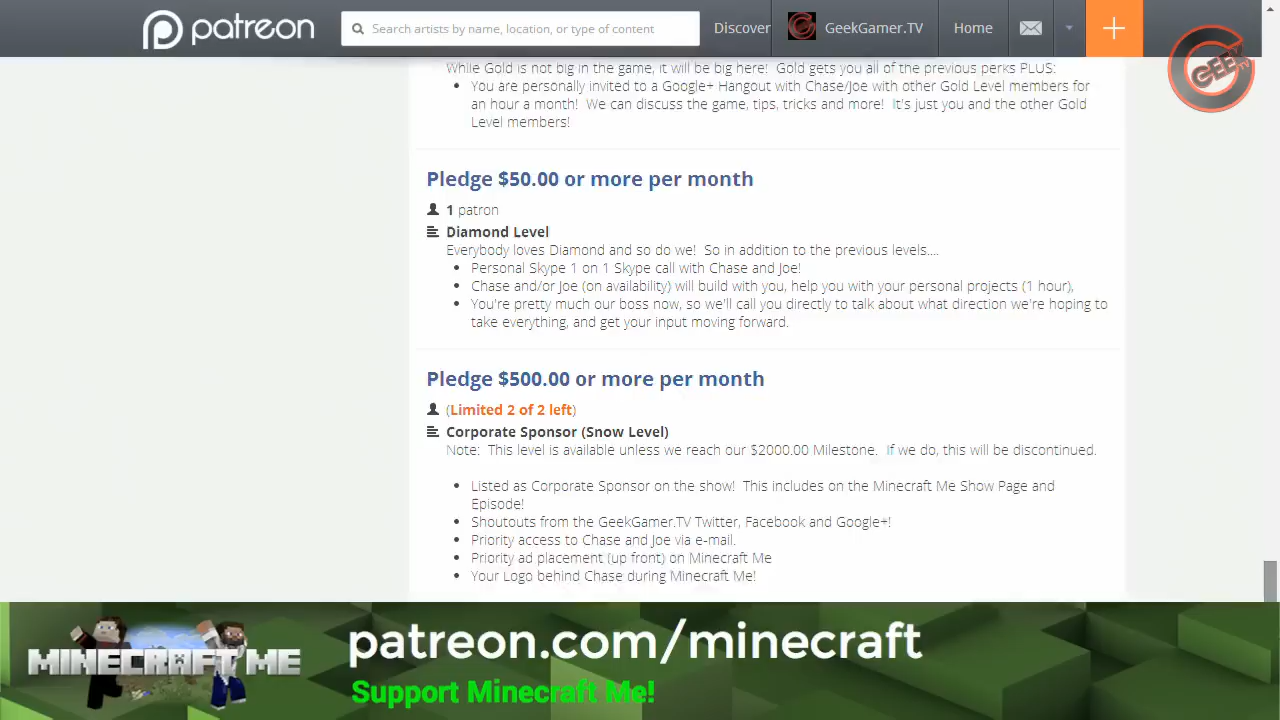 patreon
Search artists by name, location, or type of content
Discover
GeekGamer.TV
Home
GEEK
TV
While Gold is not big in the game, it will be big here! Gold gets you all of the previous perks PLUS:
• You are personally invited to a Google+ Hangout with Chase/Joe with other Gold Level members for
an hour a month! We can discuss the game, tips, tricks and more! It's just you and the other Gold
Level members!
Pledge $50.00 or more per month
1 patron
Diamond Level
Everybody loves Diamond and so do we! So in addition to the previous levels....
• Personal Skype 1 on 1 Skype call with Chase and Joe!
• Chase and/or Joe (on availability) will build with you, help you with your personal projects (1 hour),
• You're pretty much our boss now, so we'll call you directly to talk about what direction we're hoping to
take everything, and get your input moving forward.
Pledge $500.00 or more per month
(Limited 2 of 2 left)
Corporate Sponsor (Snow Level)
Note: This level is available unless we reach our $2000.00 Milestone. If we do, this will be discontinued.
• Listed as Corporate Sponsor on the show! This includes on the Minecraft Me Show Page and
Episode!
• Shoutouts from the GeekGamer.TV Twitter, Facebook and Google+!
• Priority access to Chase and Joe via e-mail.
• Priority ad placement (up front) on Minecraft Me
• Your Logo behind Chase during Minecraft Me!
MINECRAFT ME
patreon.com/minecraft
Support Minecraft Me!